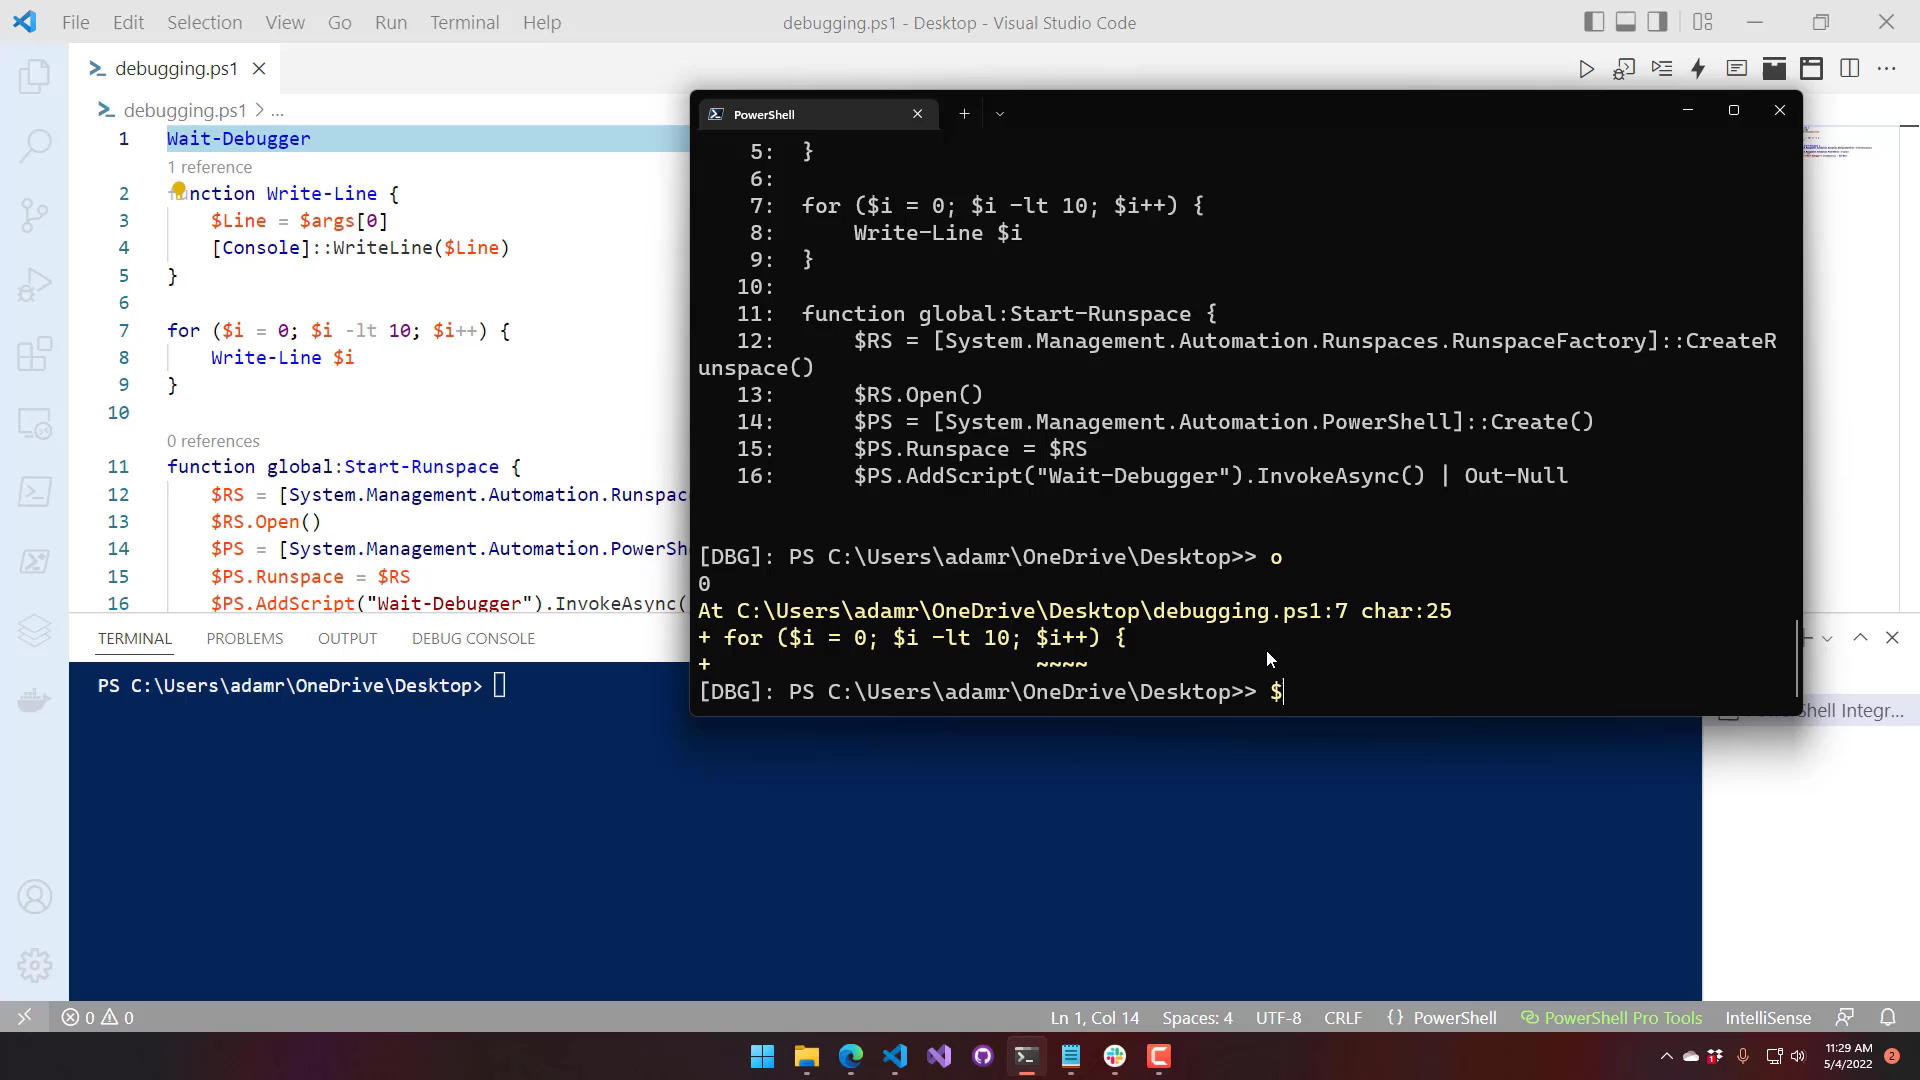 File Edit Selection View Go Run Terminal Help
debugging.ps1 - Desktop - Visual Studio Code
debugging.ps1
debugging.ps1 > ...
1 Wait-Debugger
1 reference
2 function Write-Line {
3 $Line = $args[0]
4 [Console]::WriteLine($Line)
5 }
6
7 for ($i = 0; $i -lt 10; $i++) {
8 Write-Line $i
9 }
10
0 references
11 function global:Start-Runspace {
12 $RS = [System.Management.Automation.Runspac
13 $RS.Open()
14 $PS = [System.Management.Automation.PowerSh
15 $PS.Runspace = $RS
16 $PS.AddScript("Wait-Debugger").InvokeAsync(
PowerShell
5: }
6:
7: for ($i = 0; $i -lt 10; $i++) {
8: Write-Line $i
9: }
10:
11: function global:Start-Runspace {
12: $RS = [System.Management.Automation.Runspaces.RunspaceFactory]::CreateR
unspace()
13: $RS.Open()
14: $PS = [System.Management.Automation.PowerShell]::Create()
15: $PS.Runspace = $RS
16: $PS.AddScript("Wait-Debugger").InvokeAsync() | Out-Null
[DBG]: PS C:\Users\adamr\OneDrive\Desktop>> o
0
At C:\Users\adamr\OneDrive\Desktop\debugging.ps1:7 char:25
+ for ($i = 0; $i -lt 10; $i++) {
+ ~~~~
[DBG]: PS C:\Users\adamr\OneDrive\Desktop>> $
TERMINAL PROBLEMS OUTPUT DEBUG CONSOLE
PS C:\Users\adamr\OneDrive\Desktop>
Shell Integr...
0 0
Ln 1, Col 14 Spaces: 4 UTF-8 CRLF {} PowerShell PowerShell Pro Tools IntelliSense
11:29 AM
5/4/2022
2